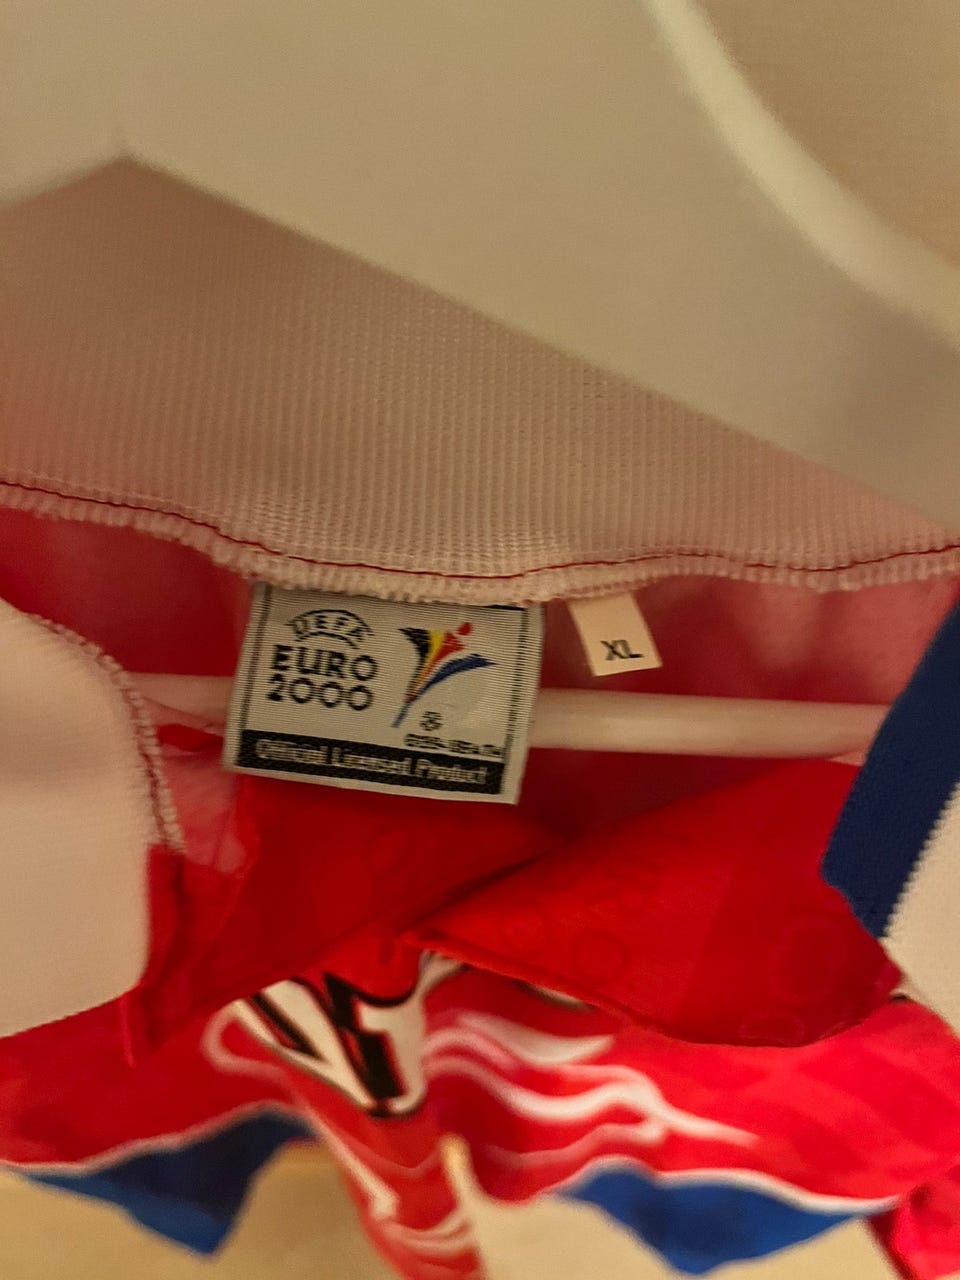 UEFA
EURO
2000
Official Licensed Product
XL